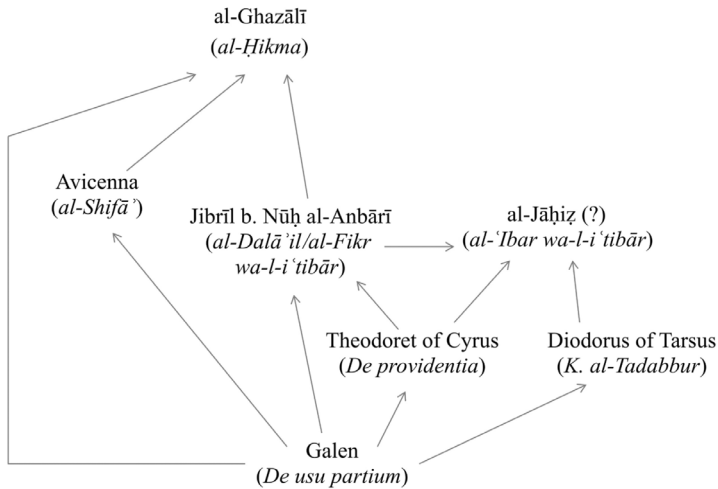 al-Ghazālī
(al-Ḥikma)
Avicenna
(al-Shifāʾ)
Jibrīl b. Nūḥ al-Anbārī
(al-Dalāʾil/al-Fikr
wa-l-iʿtibār)
al-Jāḥiẓ (?)
(al-ʿIbar wa-l-iʿtibār)
Theodoret of Cyrus
(De providentia)
Diodorus of Tarsus
(K. al-Tadabbur)
Galen
(De usu partium)